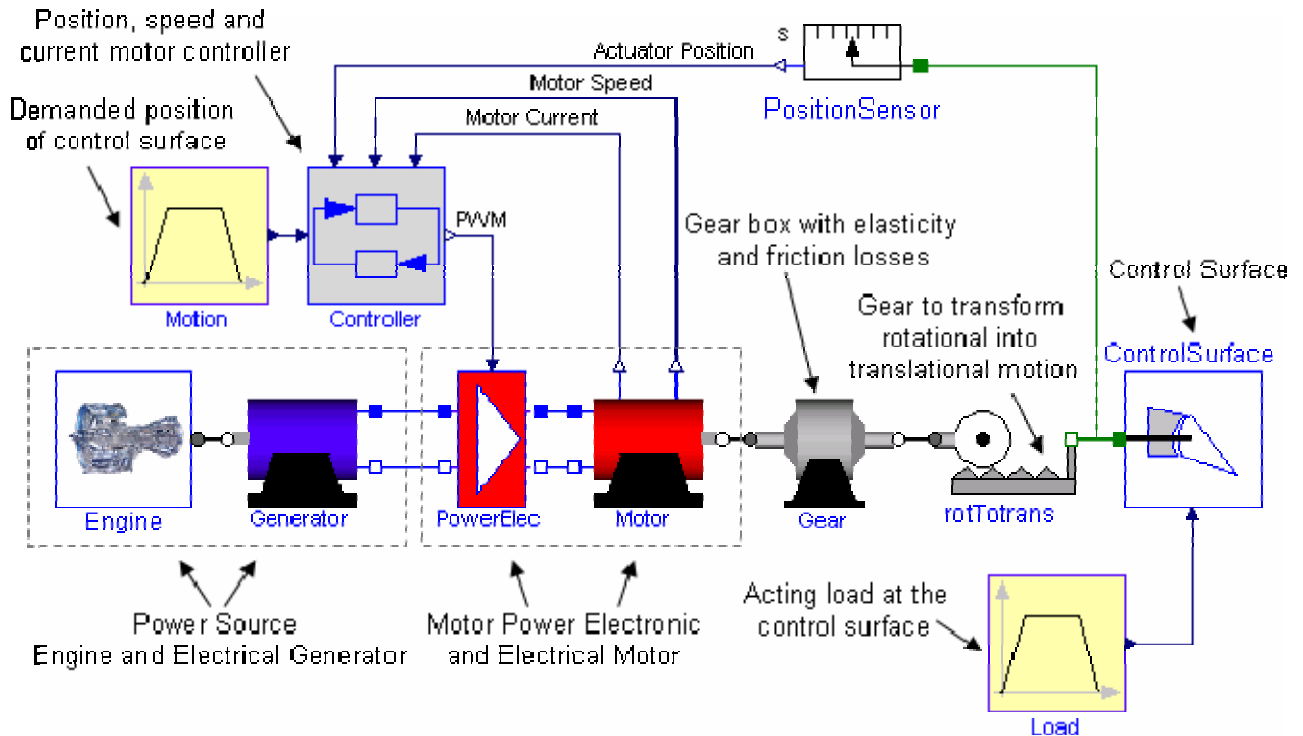 Position, speed and
current motor controller
s
Actuator Position
Motor Speed
Motor Current
PositionSensor
Demanded position
of control surface
PWM
Motion
Controller
Gear box with elasticity
and friction losses
Control Surface
Gear to transform
rotational into
translational motion
ControlSurface
Engine
Generator
PowerElec
Motor
Gear
rotTotrans
Power Source
Engine and Electrical Generator
Motor Power Electronic
and Electrical Motor
Acting load at the
control surface
Load